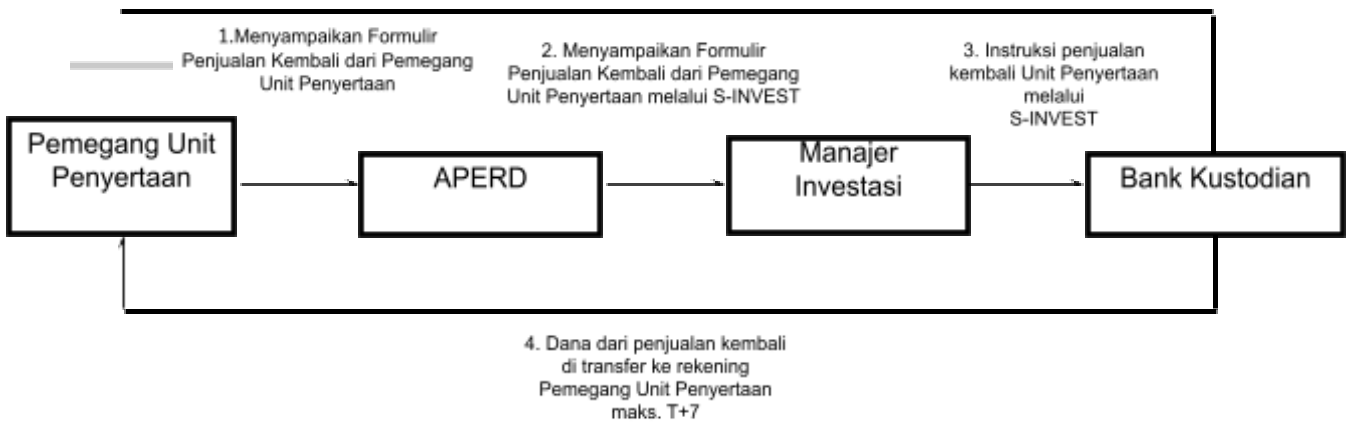 1.Menyampaikan Formulir
Penjualan Kembali dari Pemegang
Unit Penyertaan
2. Menyampaikan Formulir
Penjualan Kembali dari Pemegang
Unit Penyertaan melalui S-INVEST
3. Instruksi penjualan
kembali Unit Penyertaan
melalui
S-INVEST
Pemegang Unit
Penyertaan
APERD
Manajer
Investasi
Bank Kustodian
4. Dana dari penjualan kembali
di transfer ke rekening
Pemegang Unit Penyertaan
maks. T+7